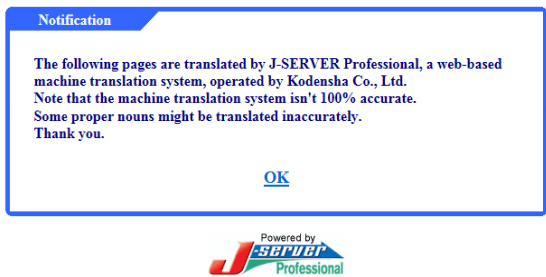 Notification
The following pages are translated by J-SERVER Professional, a web-based
machine translation system, operated by Kodensha Co., Ltd.
Note that the machine translation system isn't 100% accurate.
Some proper nouns might be translated inaccurately.
Thank you.
OK
Powered by
J-SERVER
Professional